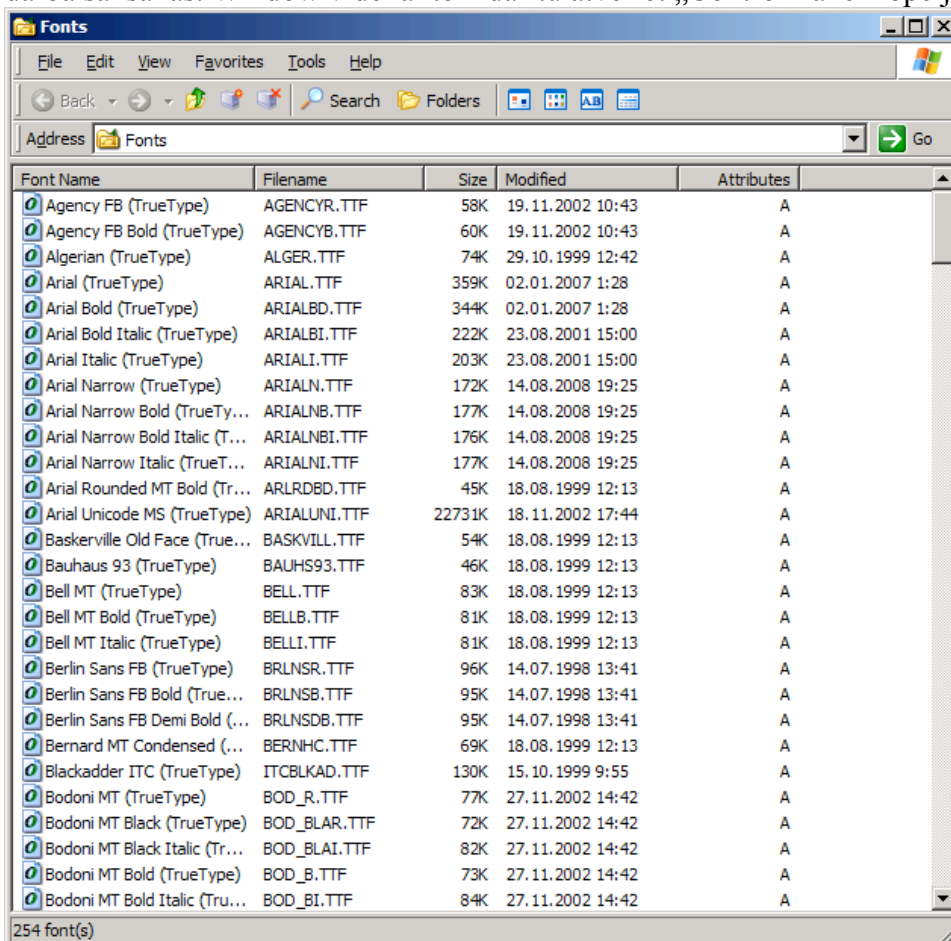 Fonts
File Edit View Favorites Tools Help
Back Search Folders
Address Fonts Go
Font Name Filename Size Modified Attributes
Agency FB (TrueType) AGENCYR.TTF 58K 19.11.2002 10:43 A
Agency FB Bold (TrueType) AGENCYB.TTF 60K 19.11.2002 10:43 A
Algerian (TrueType) ALGER.TTF 74K 29.10.1999 12:42 A
Arial (TrueType) ARIAL.TTF 359K 02.01.2007 1:28 A
Arial Bold (TrueType) ARIALBD.TTF 344K 02.01.2007 1:28 A
Arial Bold Italic (TrueType) ARIALBI.TTF 222K 23.08.2001 15:00 A
Arial Italic (TrueType) ARIALI.TTF 203K 23.08.2001 15:00 A
Arial Narrow (TrueType) ARIALN.TTF 172K 14.08.2008 19:25 A
Arial Narrow Bold (TrueTy... ARIALNB.TTF 177K 14.08.2008 19:25 A
Arial Narrow Bold Italic (T... ARIALNBI.TTF 176K 14.08.2008 19:25 A
Arial Narrow Italic (TrueT... ARIALNI.TTF 177K 14.08.2008 19:25 A
Arial Rounded MT Bold (Tr... ARLRDBD.TTF 45K 18.08.1999 12:13 A
Arial Unicode MS (TrueType) ARIALUNI.TTF 22731K 18.11.2002 17:44 A
Baskerville Old Face (True... BASKVILL.TTF 54K 18.08.1999 12:13 A
Bauhaus 93 (TrueType) BAUHS93.TTF 46K 18.08.1999 12:13 A
Bell MT (TrueType) BELL.TTF 83K 18.08.1999 12:13 A
Bell MT Bold (TrueType) BELLB.TTF 81K 18.08.1999 12:13 A
Bell MT Italic (TrueType) BELLI.TTF 81K 18.08.1999 12:13 A
Berlin Sans FB (TrueType) BRLNSR.TTF 96K 14.07.1998 13:41 A
Berlin Sans FB Bold (True... BRLNSB.TTF 95K 14.07.1998 13:41 A
Berlin Sans FB Demi Bold (... BRLNSDB.TTF 95K 14.07.1998 13:41 A
Bernard MT Condensed (... BERNHC.TTF 69K 18.08.1999 12:13 A
Blackadder ITC (TrueType) ITCBLKAD.TTF 130K 15.10.1999 9:55 A
Bodoni MT (TrueType) BOD_R.TTF 77K 27.11.2002 14:42 A
Bodoni MT Black (TrueType) BOD_BLAR.TTF 72K 27.11.2002 14:42 A
Bodoni MT Black Italic (Tr... BOD_BLAI.TTF 82K 27.11.2002 14:42 A
Bodoni MT Bold (TrueType) BOD_B.TTF 73K 27.11.2002 14:42 A
Bodoni MT Bold Italic (Tru... BOD_BI.TTF 84K 27.11.2002 14:42 A
254 font(s)